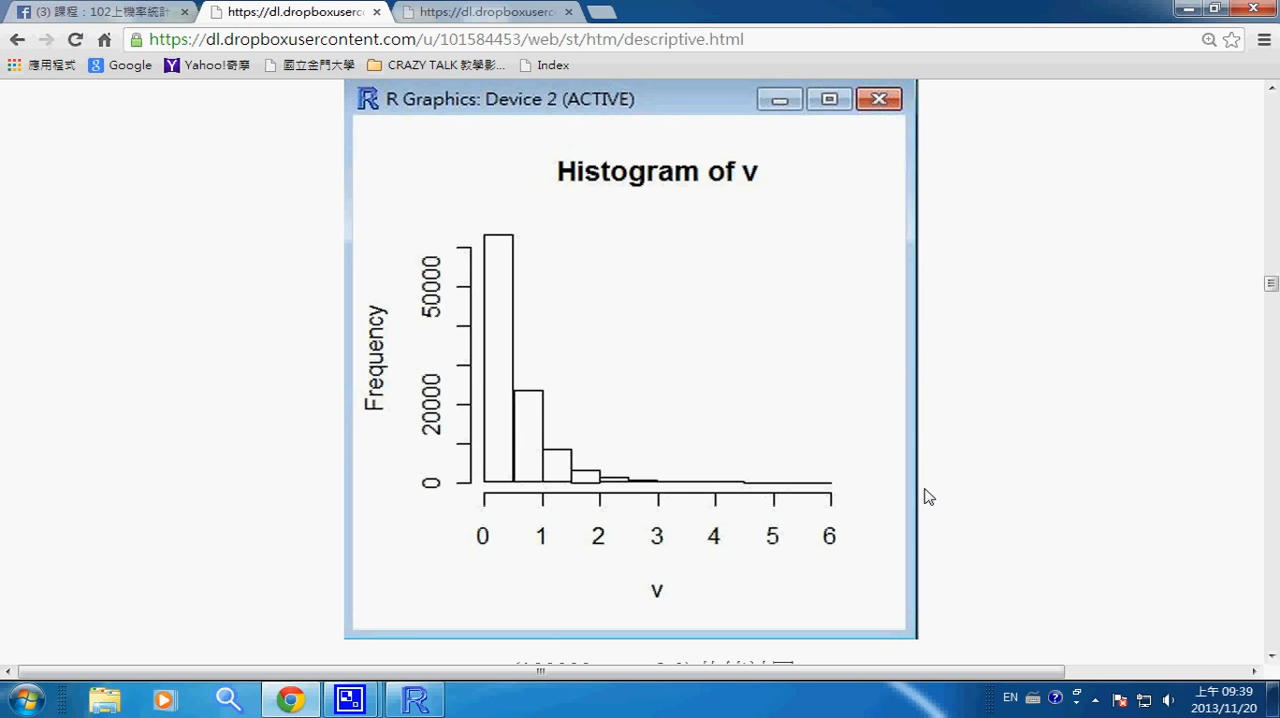 (3) 課程：102上機率統計
https://dl.dropboxuserc
https://dl.dropboxuserc
https://dl.dropboxusercontent.com/u/101584453/web/st/htm/descriptive.html
應用程式 Google Yahoo!奇摩 國立金門大學 CRAZY TALK 教學影... Index
R Graphics: Device 2 (ACTIVE)
Histogram of v
Frequency
50000
20000
0
0 1 2 3 4 5 6
v
EN
上午 09:39
2013/11/20